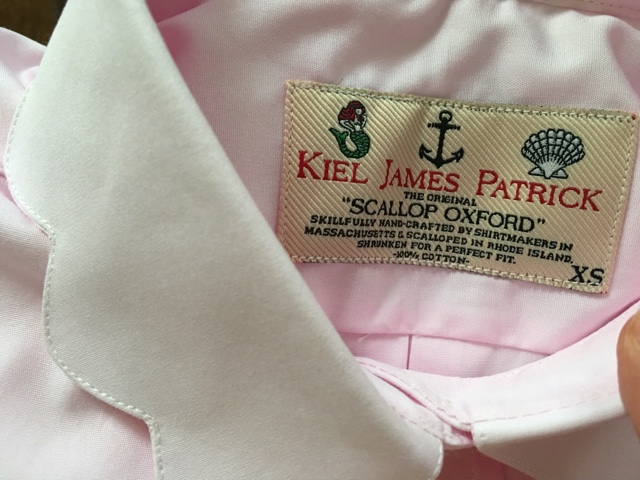 KIEL JAMES PATRICK
THE ORIGINAL
"SCALLOP OXFORD"
SKILLFULLY HAND-CRAFTED BY SHIRTMAKERS IN
MASSACHUSETTS & SCALLOPED IN RHODE ISLAND.
SHRUNKEN FOR A PERFECT FIT.
-100% COTTON-
XS